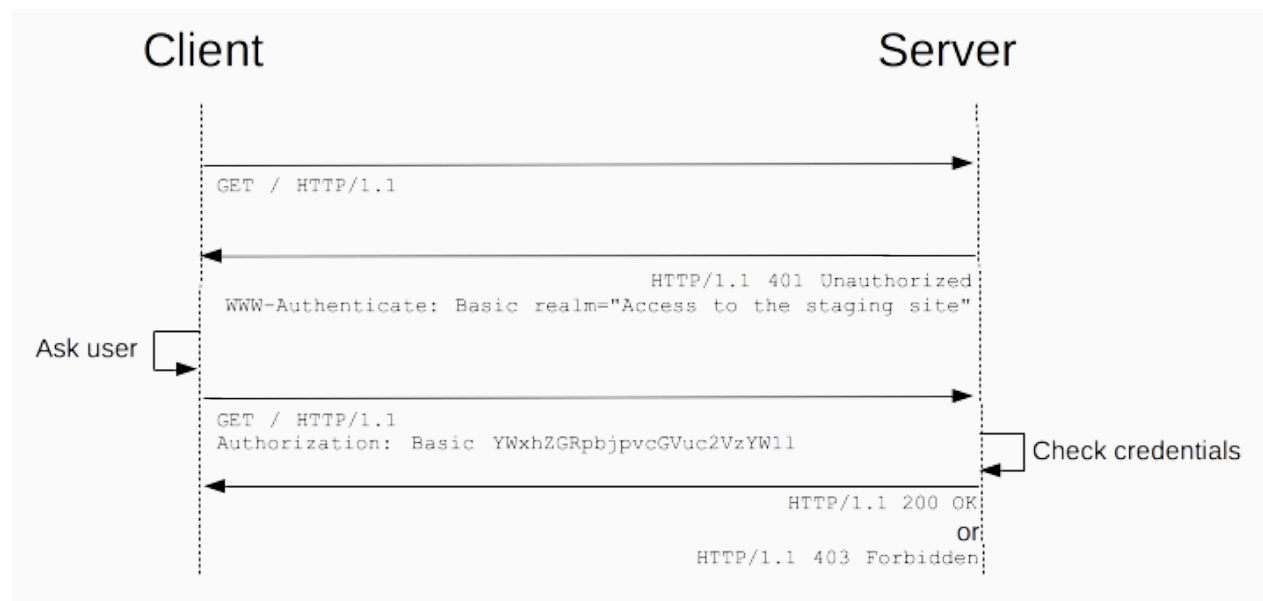 Client
Server
GET / HTTP/1.1
HTTP/1.1 401 Unauthorized
WWW-Authenticate: Basic realm="Access to the staging site"
Ask user
GET / HTTP/1.1
Authorization: Basic YWxhZGRpbjpvcGVuc2VzYW1l
Check credentials
HTTP/1.1 200 OK
or
HTTP/1.1 403 Forbidden